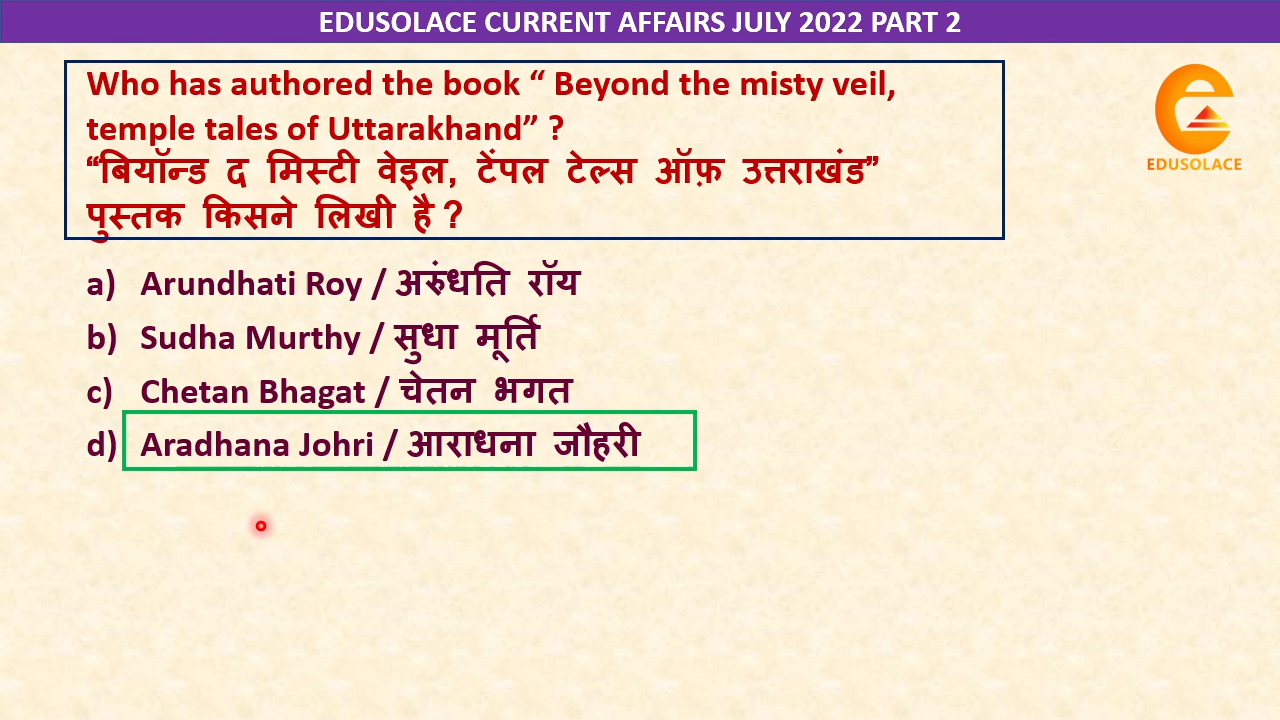 EDUSOLACE CURRENT AFFAIRS JULY 2022 PART 2
Who has authored the book “ Beyond the misty veil,
temple tales of Uttarakhand” ?
“बियॉन्ड द मिस्टी वेइल, टेंपल टेल्स ऑफ़ उत्तराखंड”
पुस्तक किसने लिखी है ?
EDUSOLACE
a) Arundhati Roy / अरुंधति रॉय
b) Sudha Murthy / सुधा मूर्ति
c) Chetan Bhagat / चेतन भगत
d) Aradhana Johri / आराधना जौहरी